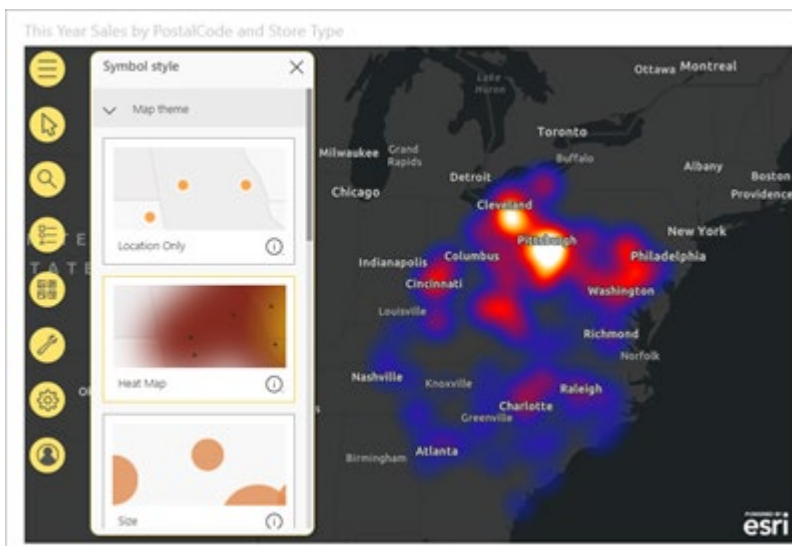 This Year Sales by PostalCode and Store Type
Symbol style
Map theme
Location Only
Heat Map
Size
Lake
Huron
Ottawa
Montreal
Toronto
Milwaukee
Grand
Rapids
Buffalo
Albany
Boston
Detroit
Chicago
Providence
Cleveland
New York
Pittsburgh
Columbus
Philadelphia
Indianapolis
Cincinnati
Washington
Louisville
Richmond
Norfolk
Nashville
Knoxville
Raleigh
Charlotte
Greenville
Atlanta
Birmingham
POWERED BY
esri